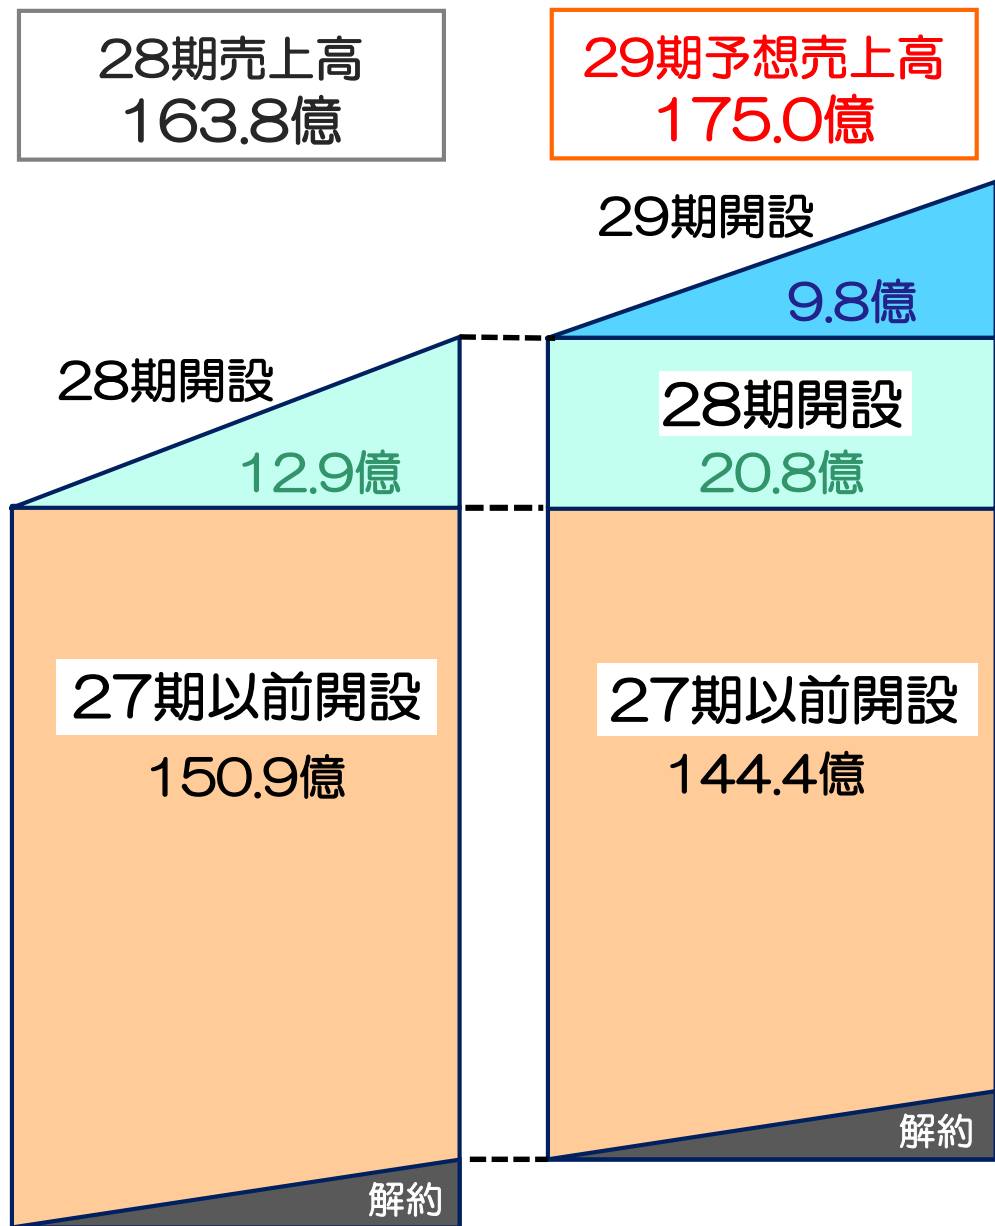 28期売上高
163.8億
29期予想売上高
175.0億
29期開設
9.8億
28期開設
12.9億
28期開設
20.8億
27期以前開設
150.9億
27期以前開設
144.4億
解約
解約